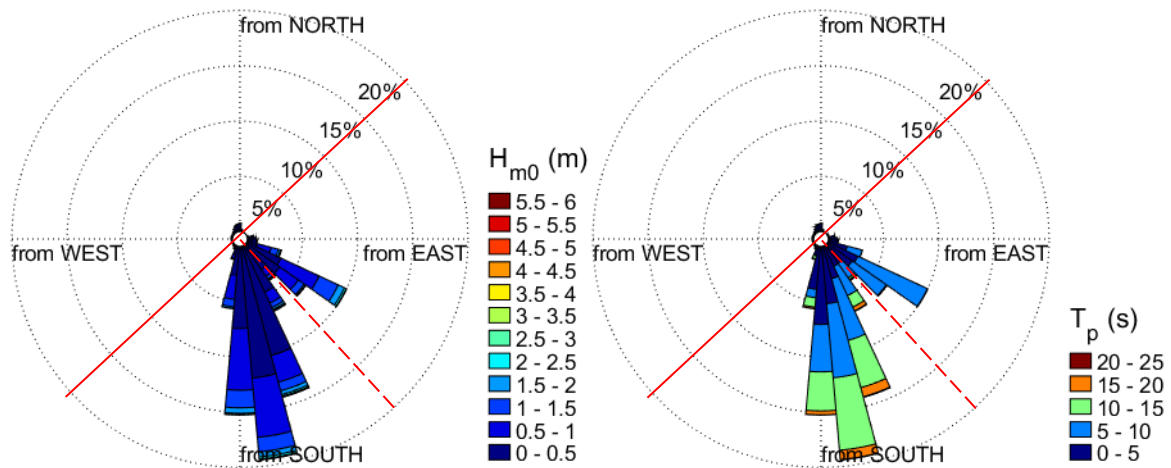 from NORTH
20%
15%
10%
5%
from WEST
from EAST
from SOUTH
H_m0 (m)
5.5 - 6
5 - 5.5
4.5 - 5
4 - 4.5
3.5 - 4
3 - 3.5
2.5 - 3
2 - 2.5
1.5 - 2
1 - 1.5
0.5 - 1
0 - 0.5
from NORTH
20%
15%
10%
5%
from WEST
from EAST
from SOUTH
T_p (s)
20 - 25
15 - 20
10 - 15
5 - 10
0 - 5